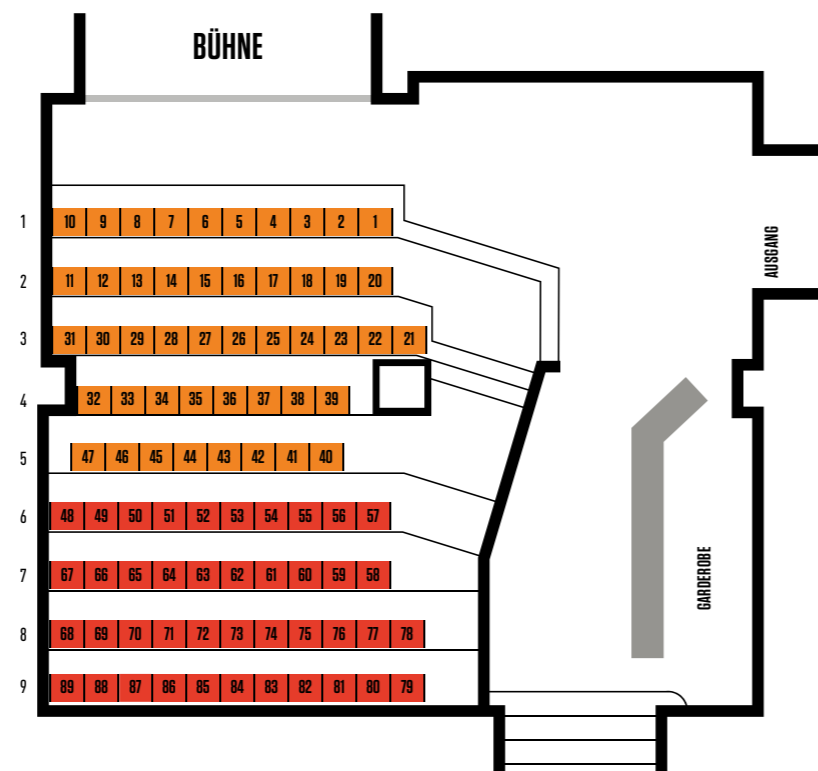 BÜHNE
1 10 9 8 7 6 5 4 3 2 1
2 11 12 13 14 15 16 17 18 19 20
AUSGANG
3 31 30 29 28 27 26 25 24 23 22 21
4 32 33 34 35 36 37 38 39
5 47 46 45 44 43 42 41 40
6 48 49 50 51 52 53 54 55 56 57
7 67 66 65 64 63 62 61 60 59 58
GARDEROBE
8 68 69 70 71 72 73 74 75 76 77 78
9 89 88 87 86 85 84 83 82 81 80 79